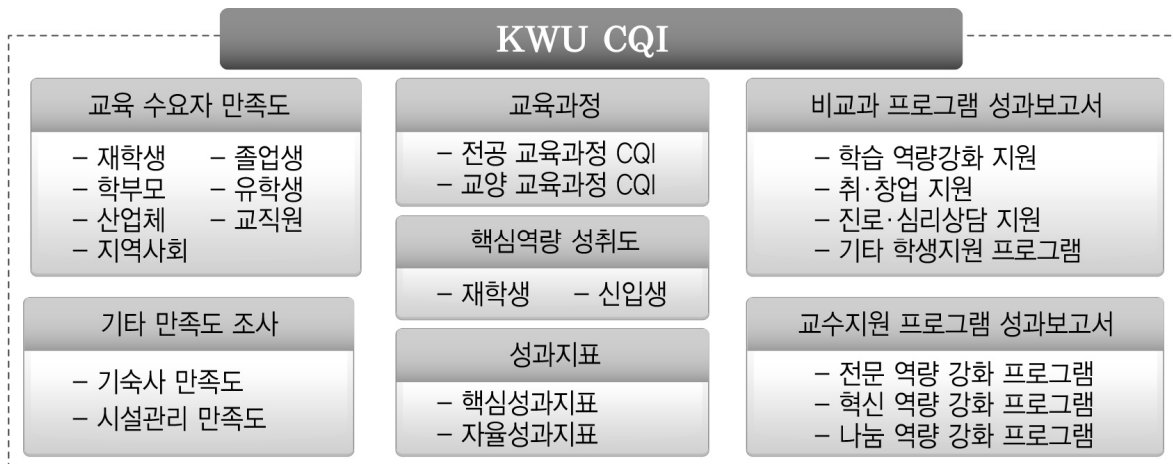 KWU CQI
교육 수요자 만족도
– 재학생 – 졸업생
– 학부모 – 유학생
– 산업체 – 교직원
– 지역사회
기타 만족도 조사
– 기숙사 만족도
– 시설관리 만족도
교육과정
– 전공 교육과정 CQI
– 교양 교육과정 CQI
핵심역량 성취도
– 재학생 – 신입생
성과지표
– 핵심성과지표
– 자율성과지표
비교과 프로그램 성과보고서
– 학습 역량강화 지원
– 취·창업 지원
– 진로·심리상담 지원
– 기타 학생지원 프로그램
교수지원 프로그램 성과보고서
– 전문 역량 강화 프로그램
– 혁신 역량 강화 프로그램
– 나눔 역량 강화 프로그램